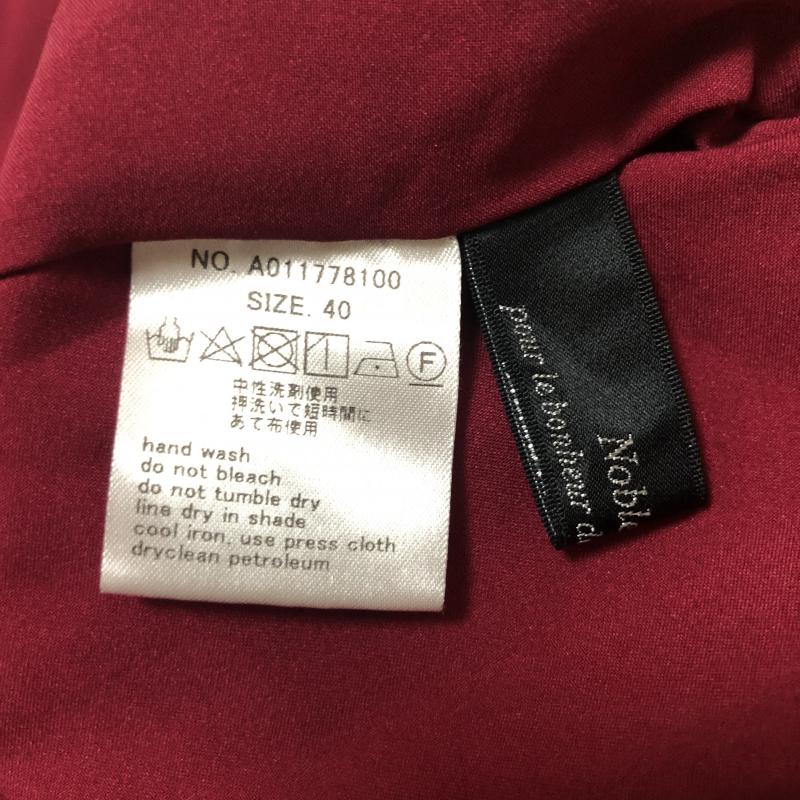 NO. A011778100
SIZE. 40
F
中性洗剤使用
押洗いで短時間に
あて布使用
hand wash
do not bleach
do not tumble dry
line dry in shade
cool iron, use press cloth
dryclean petroleum
pour le bonheur